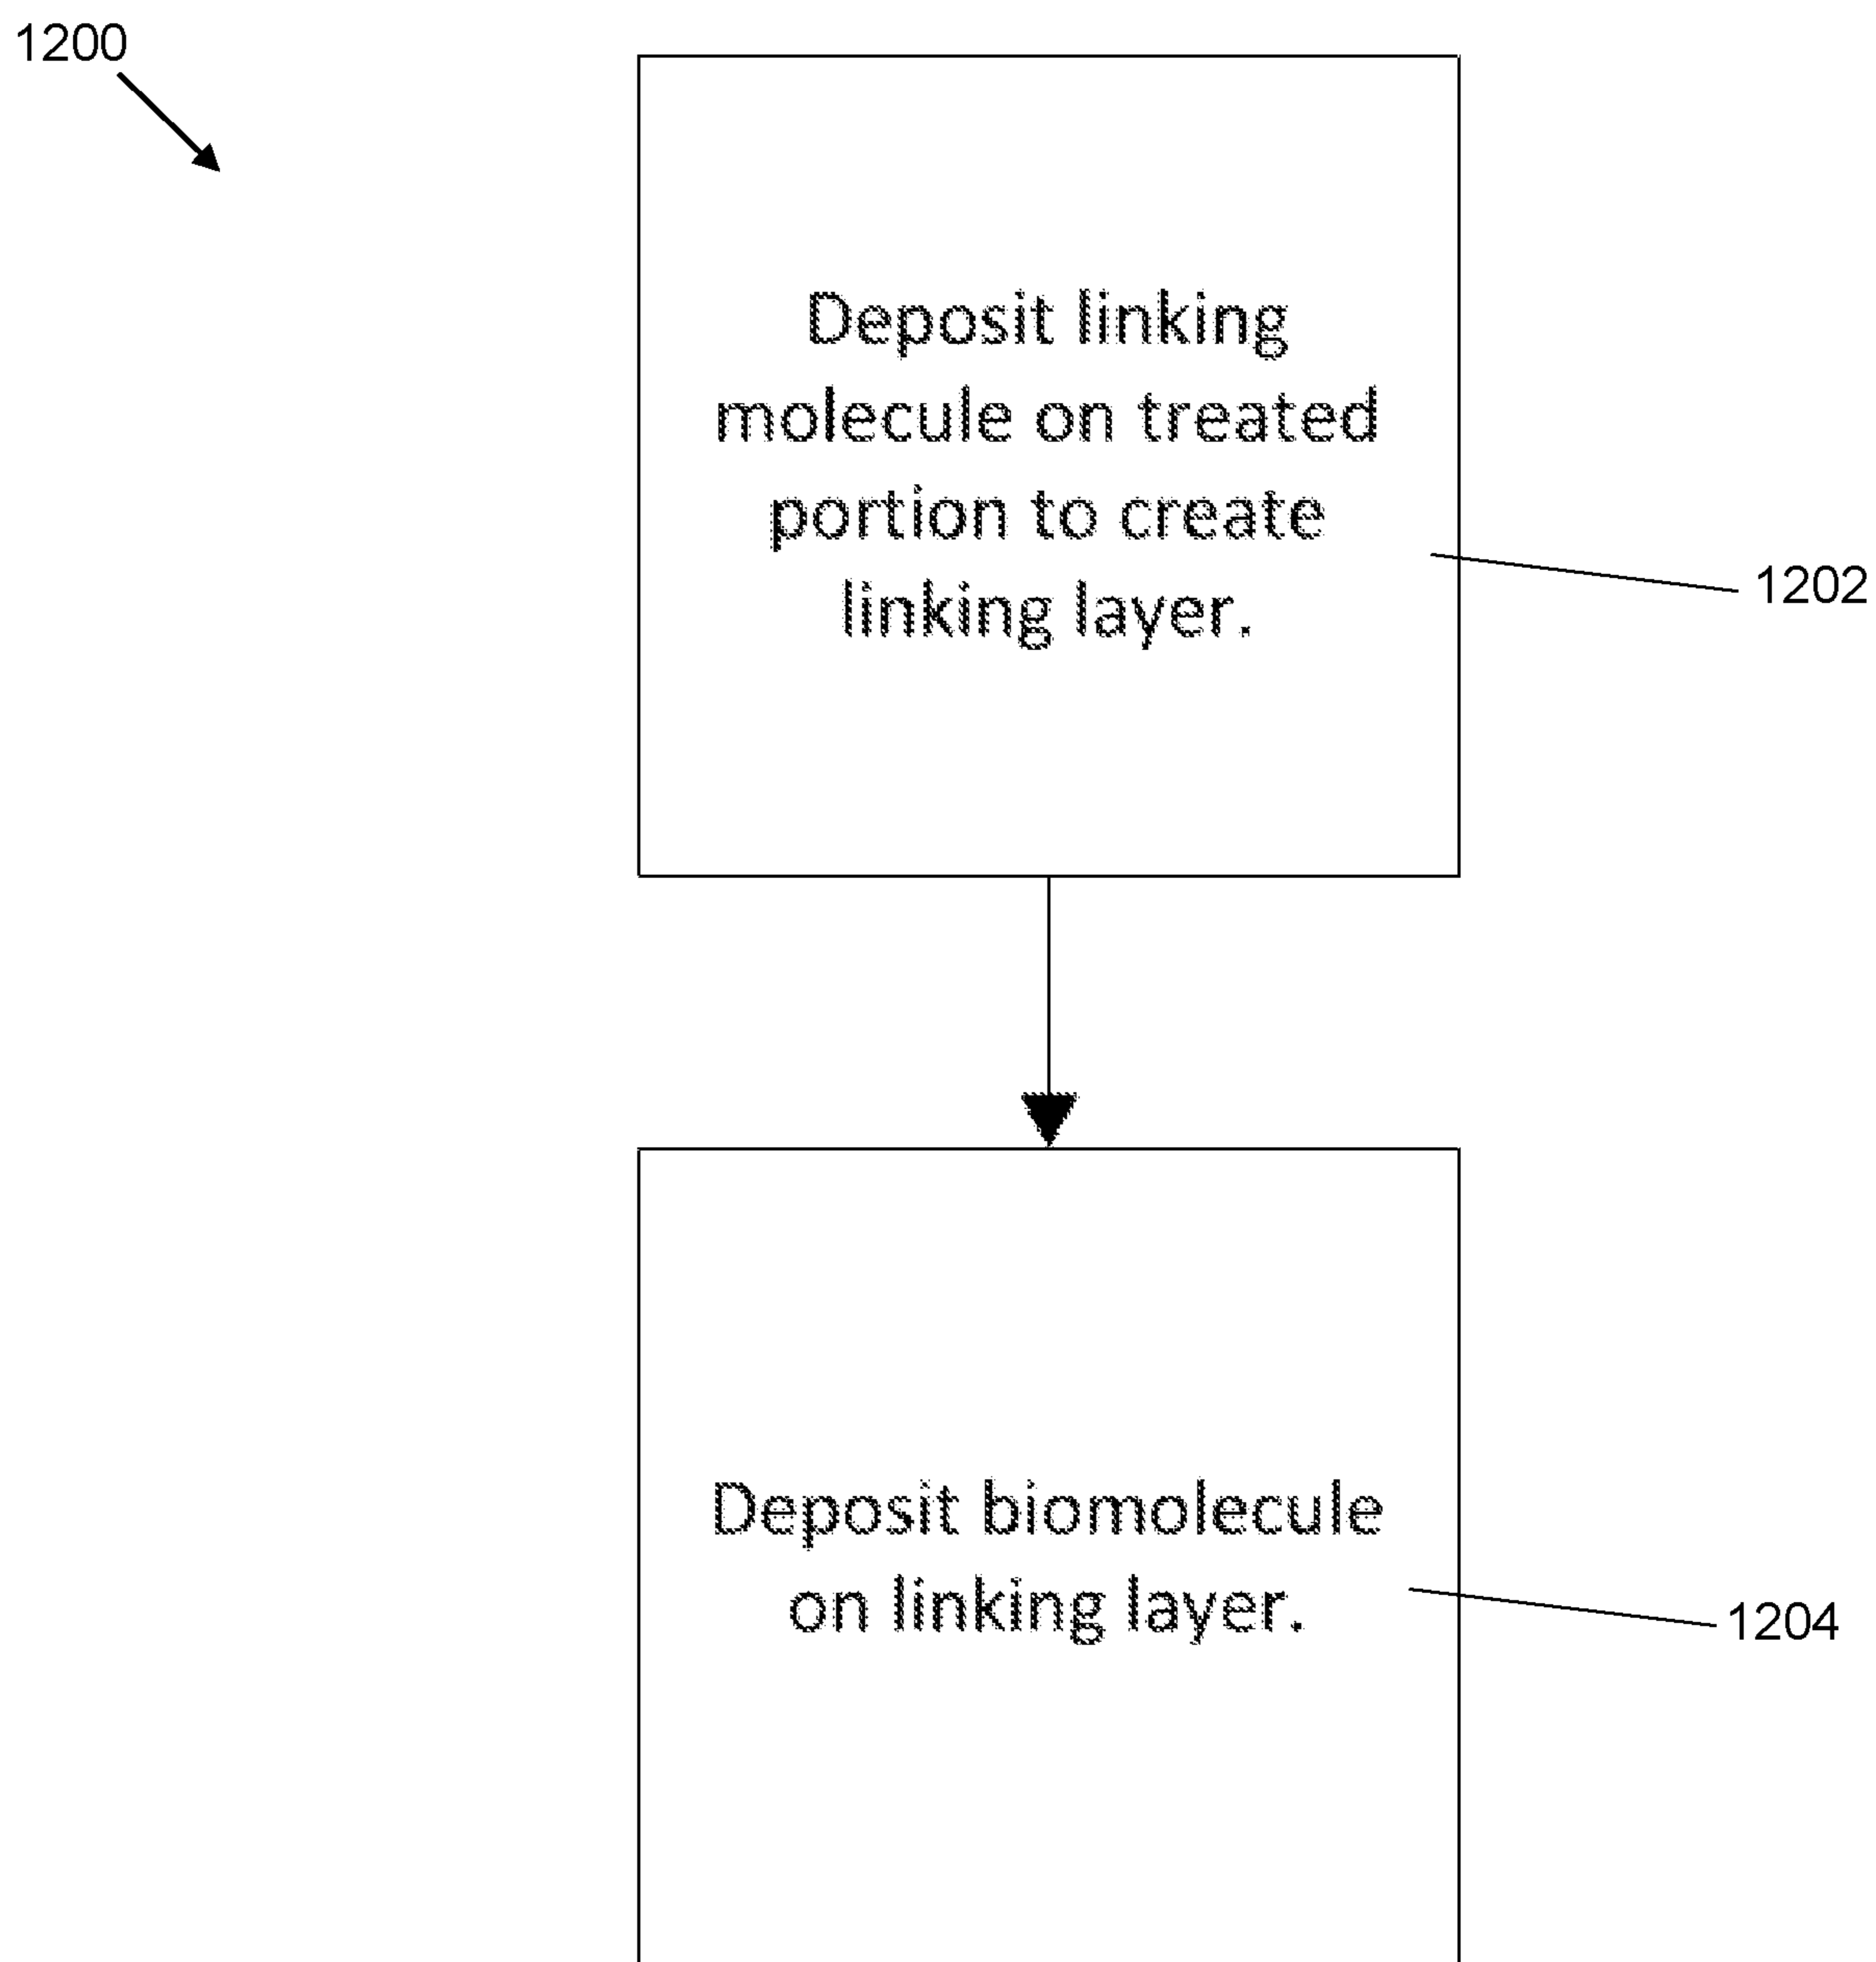 1200
Deposit linking
molecule on treated
portion to create
linking layer.
1202
Deposit biomolecule
on linking layer.
1204